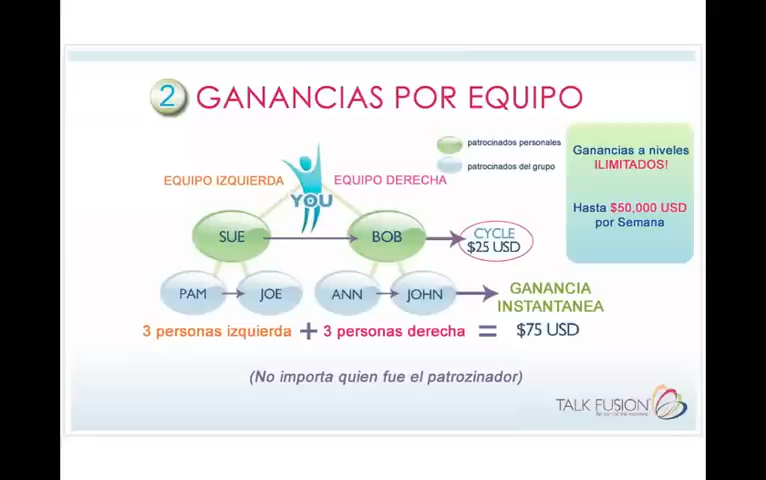 2 GANANCIAS POR EQUIPO
patrocinados personales
patrocinados del grupo
EQUIPO IZQUIERDA
EQUIPO DERECHA
YOU
Ganancias a niveles
ILIMITADOS!
Hasta $50,000 USD
por Semana
SUE
BOB
CYCLE
$25 USD
PAM
JOE
ANN
JOHN
GANANCIA
INSTANTANEA
3 personas izquierda + 3 personas derecha = $75 USD
(No importa quien fue el patrozinador)
TALK FUSION